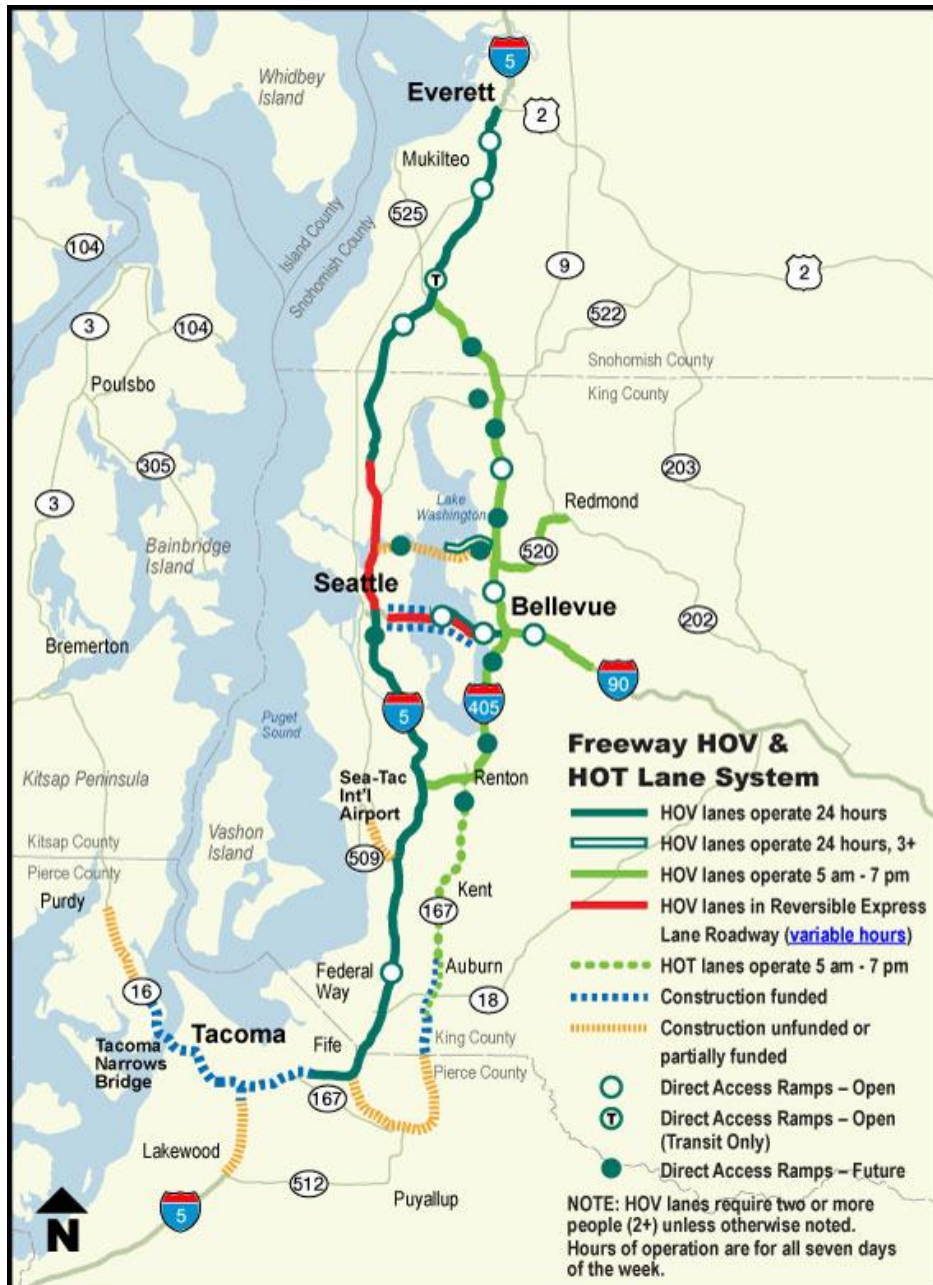 5
Everett
2
Whidbey
Island
Mukilteo
525
Island County
Snohomish County
104
9
2
T
3
104
522
Snohomish County
King County
Poulsbo
305
203
3
Lake
Washington
Redmond
Bainbridge
Island
520
Seattle
Bellevue
202
Bremerton
90
405
5
Puget
Sound
Kitsap Peninsula
Sea-Tac
Int'l
Airport
Renton
Vashon
Island
Kitsap County
Pierce County
509
Purdy
Kent
167
Auburn
Federal
Way
18
16
Tacoma
Fife
King County
Pierce County
Tacoma
Narrows
Bridge
167
Lakewood
512
Puyallup
5
N
Freeway HOV &
HOT Lane System
HOV lanes operate 24 hours
HOV lanes operate 24 hours, 3+
HOV lanes operate 5 am - 7 pm
HOV lanes in Reversible Express
Lane Roadway (variable hours)
HOT lanes operate 5 am - 7 pm
Construction funded
Construction unfunded or
partially funded
Direct Access Ramps – Open
T
Direct Access Ramps – Open
(Transit Only)
Direct Access Ramps – Future
NOTE: HOV lanes require two or more
people (2+) unless otherwise noted.
Hours of operation are for all seven days
of the week.